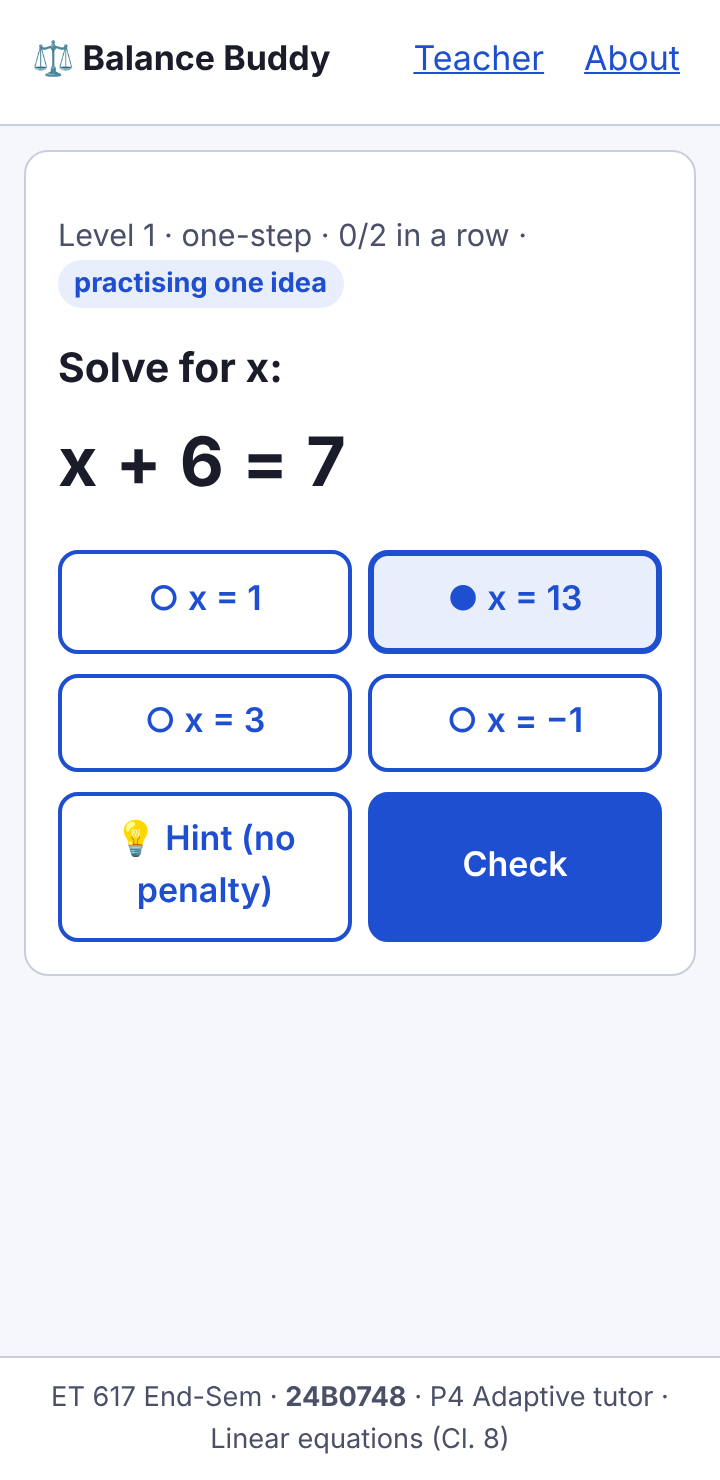 ⚖️ Balance Buddy Teacher About
Level 1 · one-step · 0/2 in a row ·
practising one idea
Solve for x:
x + 6 = 7
x = 1
x = 13
x = 3
x = −1
💡 Hint (no
penalty)
Check
ET 617 End-Sem · 24B0748 · P4 Adaptive tutor ·
Linear equations (Cl. 8)